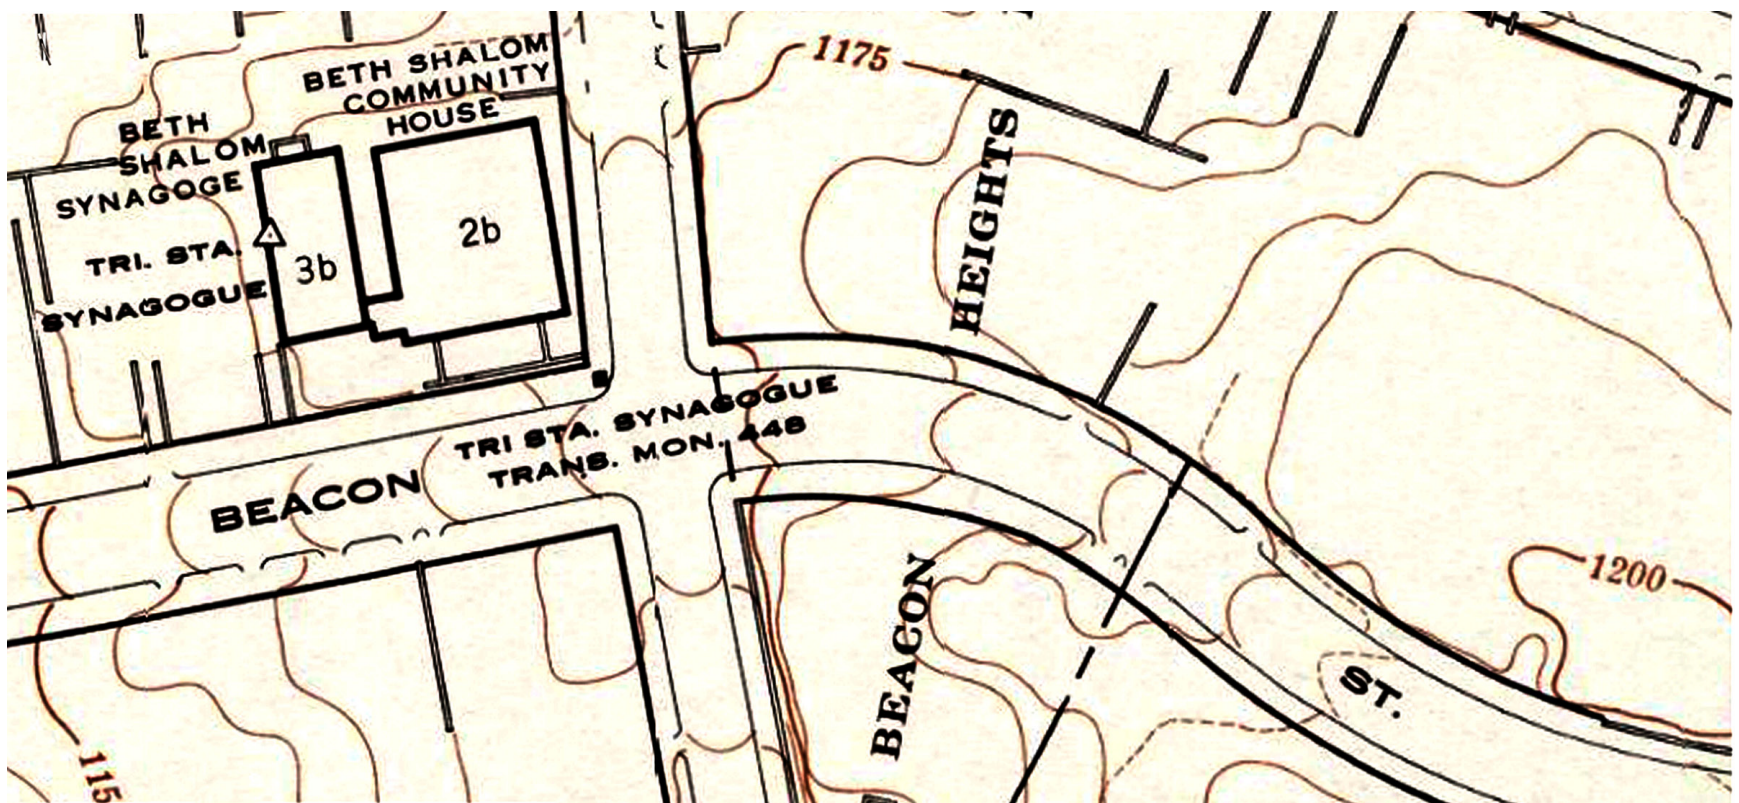 BETH SHALOM
COMMUNITY
HOUSE
BETH
SHALOM
SYNAGOGE
TRI. STA.
SYNAGOGUE
3b
2b
1175
HEIGHTS
TRI STA. SYNAGOGUE
TRANS. MON. 448
BEACON
BEACON
ST.
1200
115